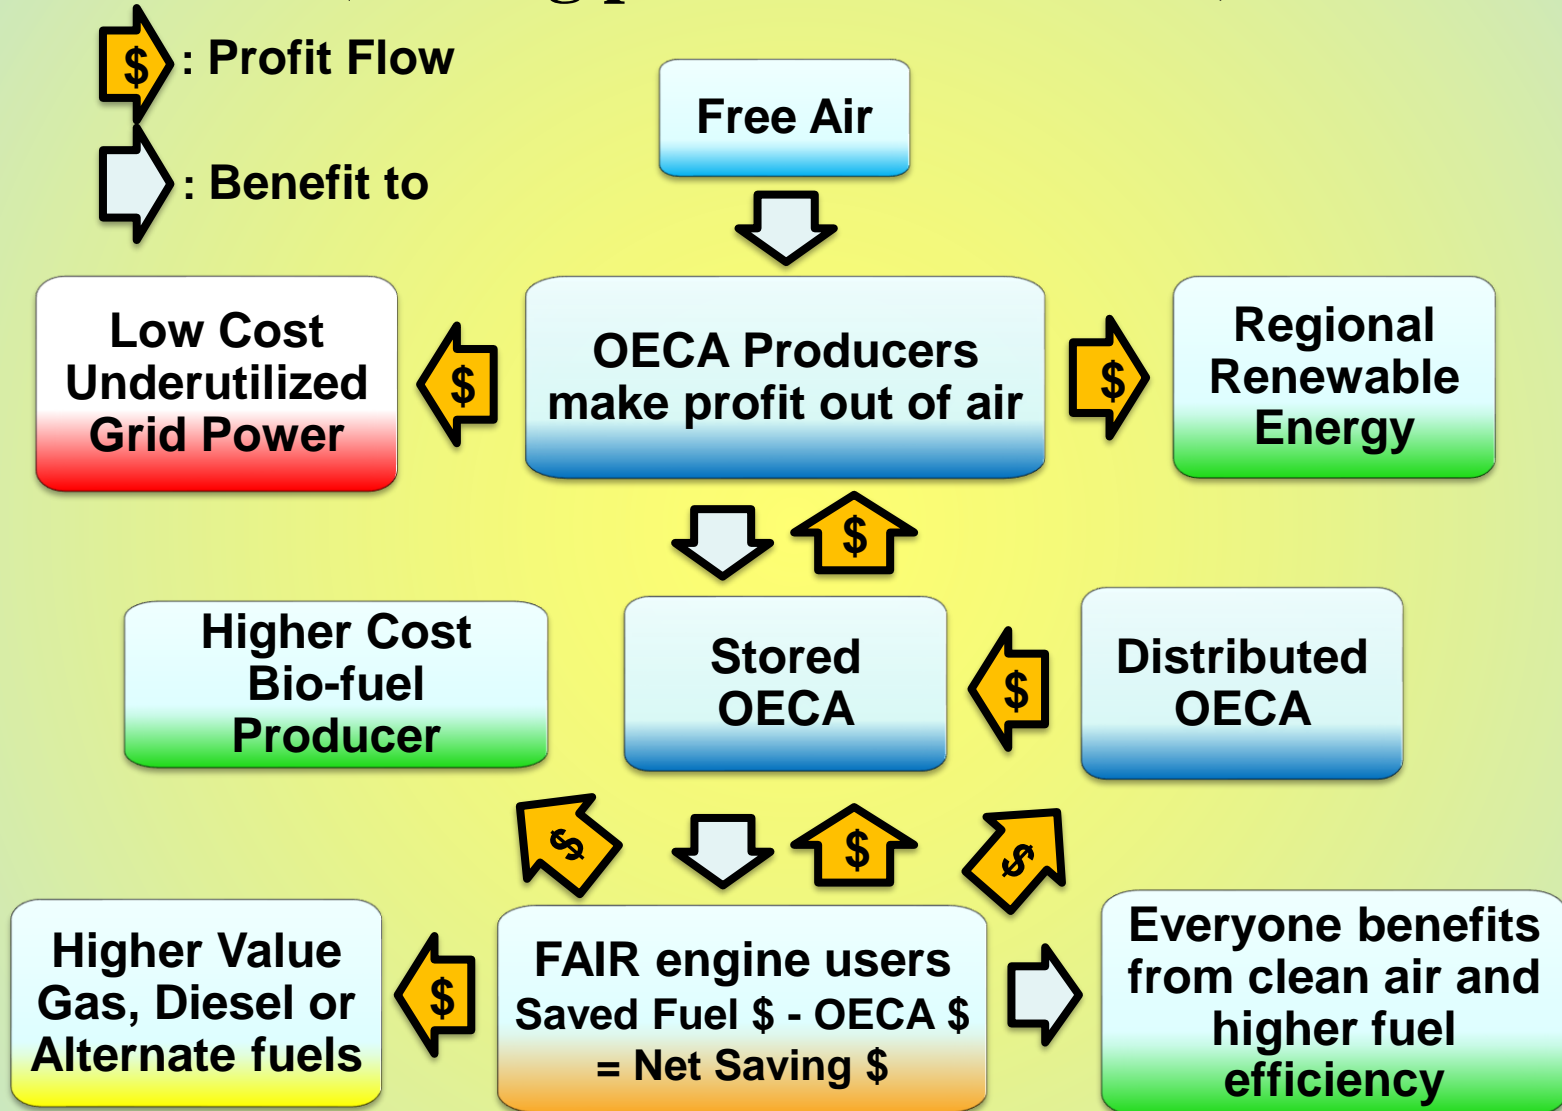 $ : Profit Flow
: Benefit to
Free Air
Low Cost
Underutilized
Grid Power
$
OECA Producers
make profit out of air
$
Regional
Renewable
Energy
$
Higher Cost
Bio-fuel
Producer
Stored
OECA
$
Distributed
OECA
$
$
$
Higher Value
Gas, Diesel or
Alternate fuels
$
FAIR engine users
Saved Fuel $ - OECA $
= Net Saving $
Everyone benefits
from clean air and
higher fuel
efficiency